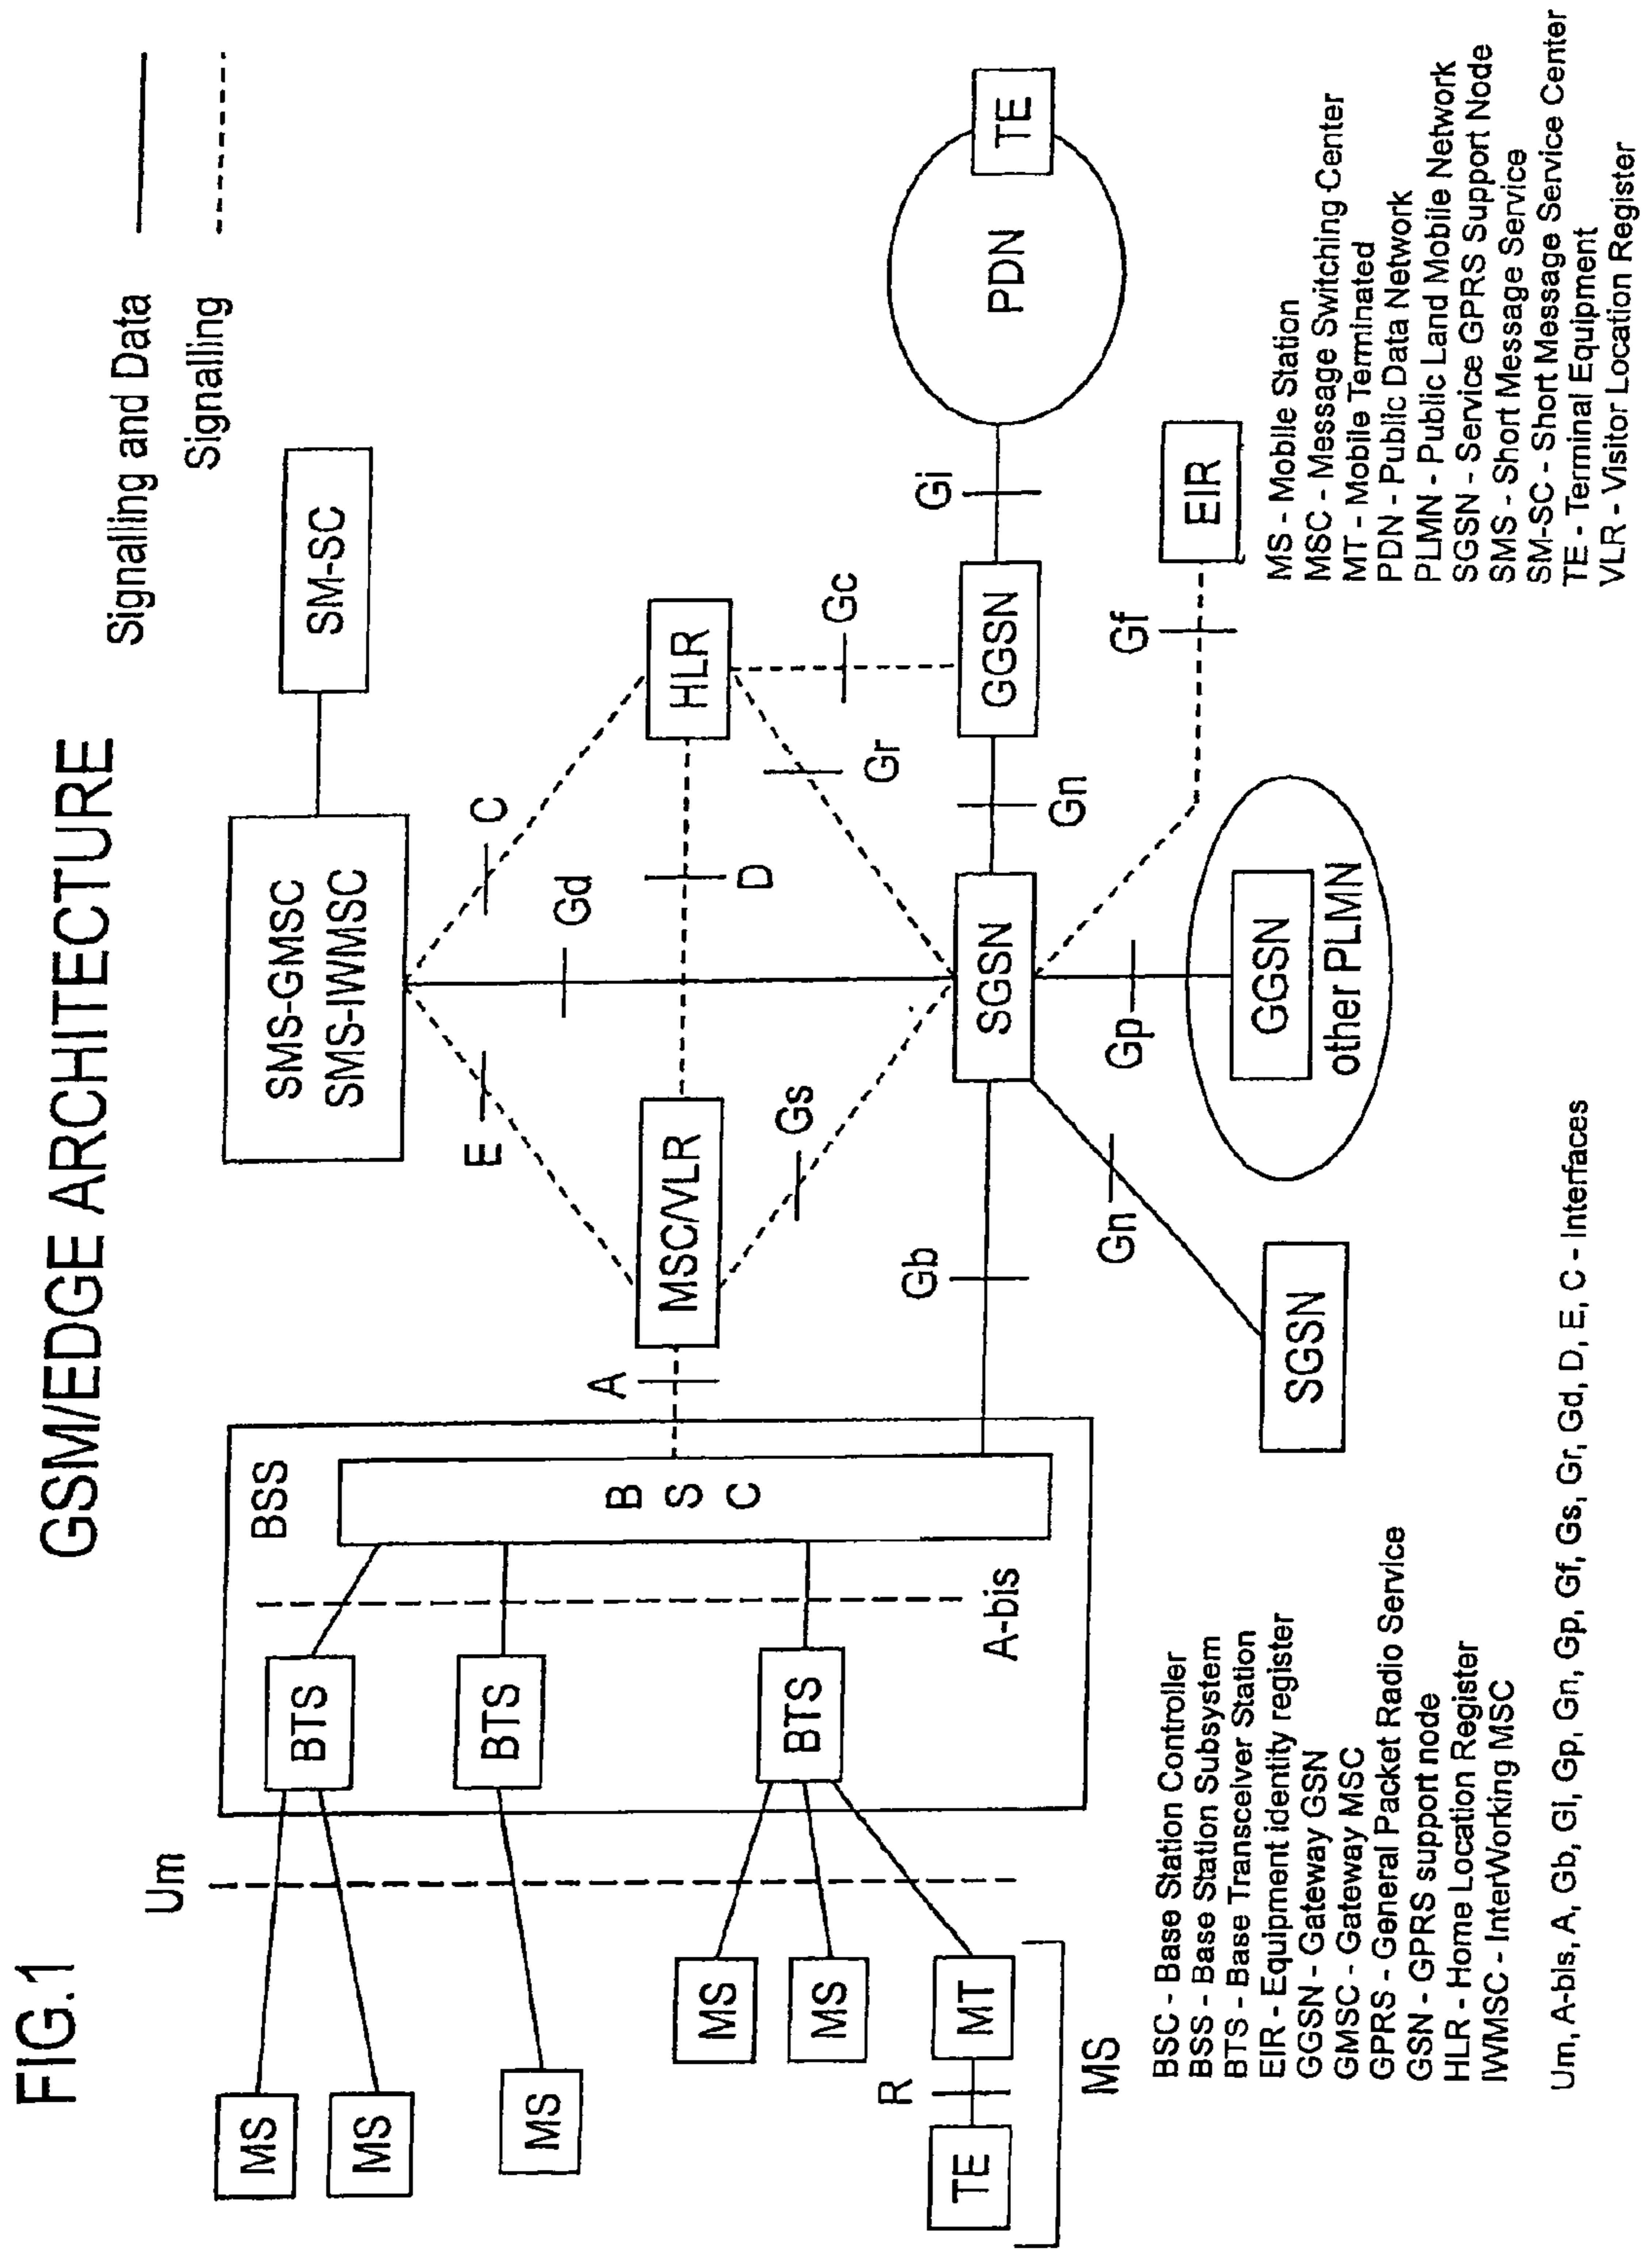 FIG.1
GSM/EDGE ARCHITECTURE
Signalling and Data
Signalling
Um
BSS
SMS-GMSC
SMS-IWMSC
SM-SC
MS
MS
BTS
E
C
MS
BTS
Gd
A
MSC/VLR
D
HLR
B
S
C
MS
MS
BTS
Gs
Gr
Gc
R
TE
MT
MS
A-bis
Gb
SGSN
Gn
GGSN
Gi
PDN
TE
Gn
Gp
Gf
EIR
SGSN
GGSN
other PLMN
BSC - Base Station Controller
BSS - Base Station Subsystem
BTS - Base Transceiver Station
EIR - Equipment identity register
GGSN - Gateway GSN
GMSC - Gateway MSC
GPRS - General Packet Radio Service
GSN - GPRS support node
HLR - Home Location Register
IWMSC - InterWorking MSC
MS - Mobile Station
MSC - Message Switching Center
MT - Mobile Terminated
PDN - Public Data Network
PLMN - Public Land Mobile Network
SGSN - Service GPRS Support Node
SMS - Short Message Service
SM-SC - Short Message Service Center
TE - Terminal Equipment
VLR - Visitor Location Register
Um, A-bis, A, Gb, Gi, Gp, Gn, Gp, Gf, Gs, Gr, Gd, D, E, C - Interfaces